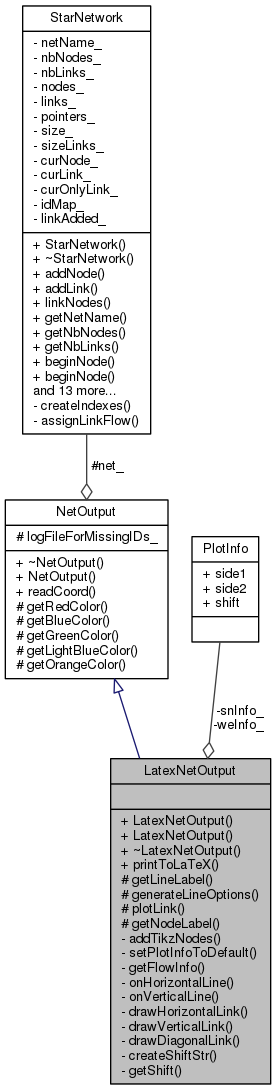 StarNetwork
- netName_
- nbNodes_
- nbLinks_
- nodes_
- links_
- pointers_
- size_
- sizeLinks_
- curNode_
- curLink_
- curOnlyLink_
- idMap_
- linkAdded_
+ StarNetwork()
+ ~StarNetwork()
+ addNode()
+ addLink()
+ linkNodes()
+ getNetName()
+ getNbNodes()
+ getNbLinks()
+ beginNode()
+ beginNode()
and 13 more...
- createIndexes()
- assignLinkFlow()
#net_
NetOutput
# logFileForMissingIDs_
+ ~NetOutput()
+ NetOutput()
+ readCoord()
# getRedColor()
# getBlueColor()
# getGreenColor()
# getLightBlueColor()
# getOrangeColor()
PlotInfo
+ side1
+ side2
+ shift
-snInfo_
-weInfo_
LatexNetOutput
+ LatexNetOutput()
+ LatexNetOutput()
+ ~LatexNetOutput()
+ printToLaTeX()
# getLineLabel()
# generateLineOptions()
# plotLink()
# getNodeLabel()
- addTikzNodes()
- setPlotInfoToDefault()
- getFlowInfo()
- onHorizontalLine()
- onVerticalLine()
- drawHorizontalLink()
- drawVerticalLink()
- drawDiagonalLink()
- createShiftStr()
- getShift()